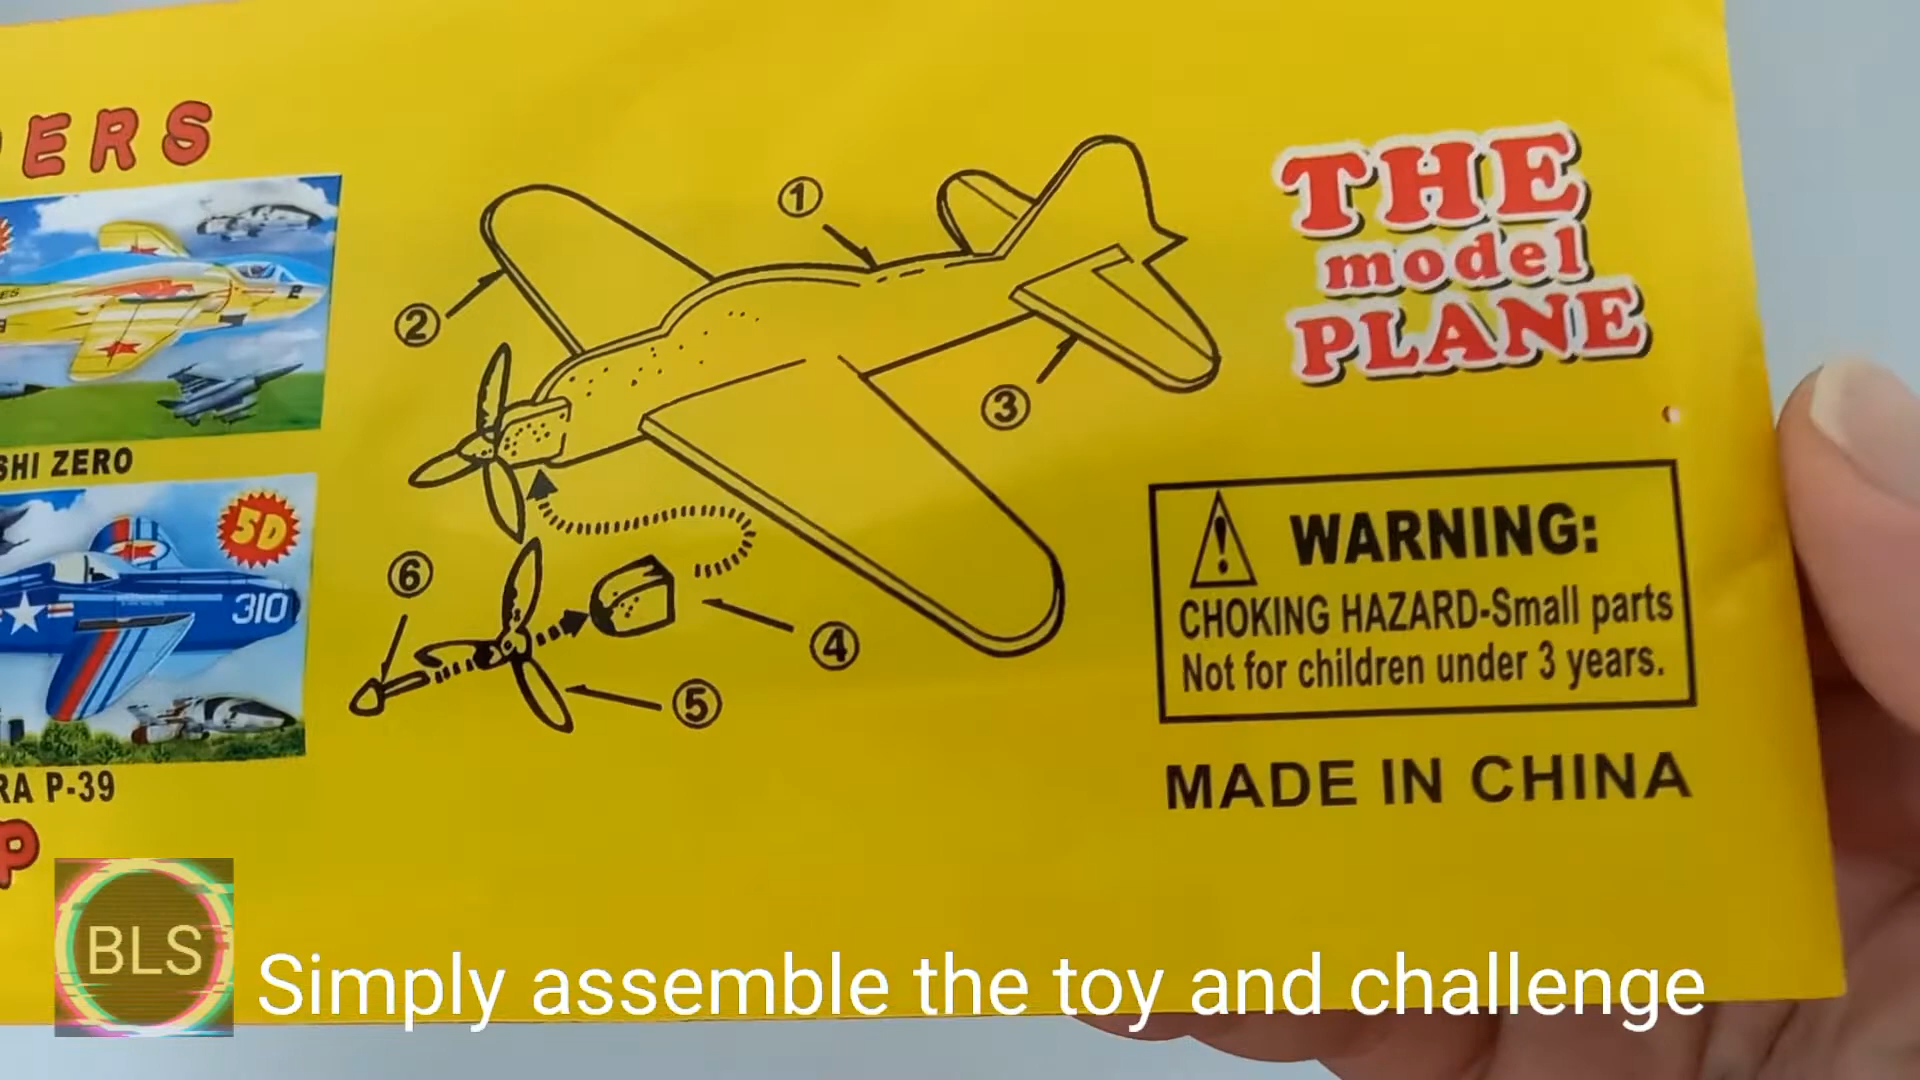 ERS
SHI ZERO
5D
310
RA P-39
P
①
②
③
④
⑤
⑥
THE
model
PLANE
WARNING:
CHOKING HAZARD-Small parts
Not for children under 3 years.
MADE IN CHINA
BLS
Simply assemble the toy and challenge